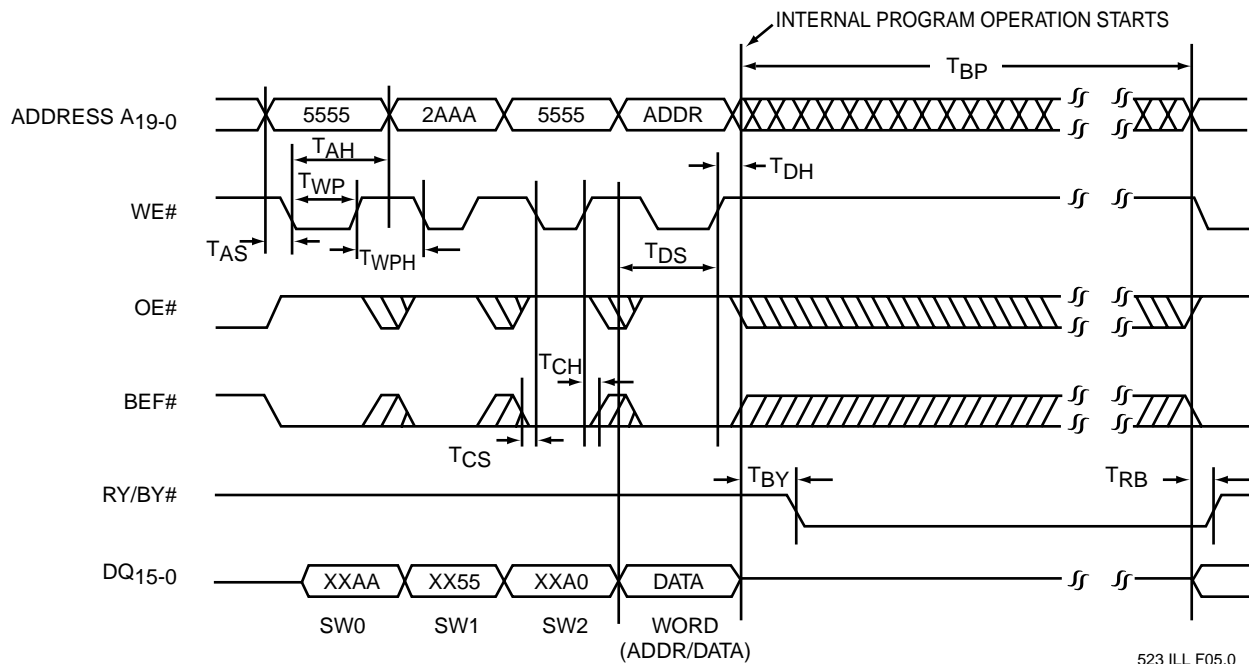 INTERNAL PROGRAM OPERATION STARTS
TBP
ADDRESS A19-0
5555
2AAA
5555
ADDR
TAH
TDH
TWP
WE#
TAS
TWPH
TDS
OE#
TCH
BEF#
TCS
TBY
TRB
RY/BY#
DQ15-0
XXAA
XX55
XXA0
DATA
SW0
SW1
SW2
WORD
(ADDR/DATA)
523 ILL F05.0